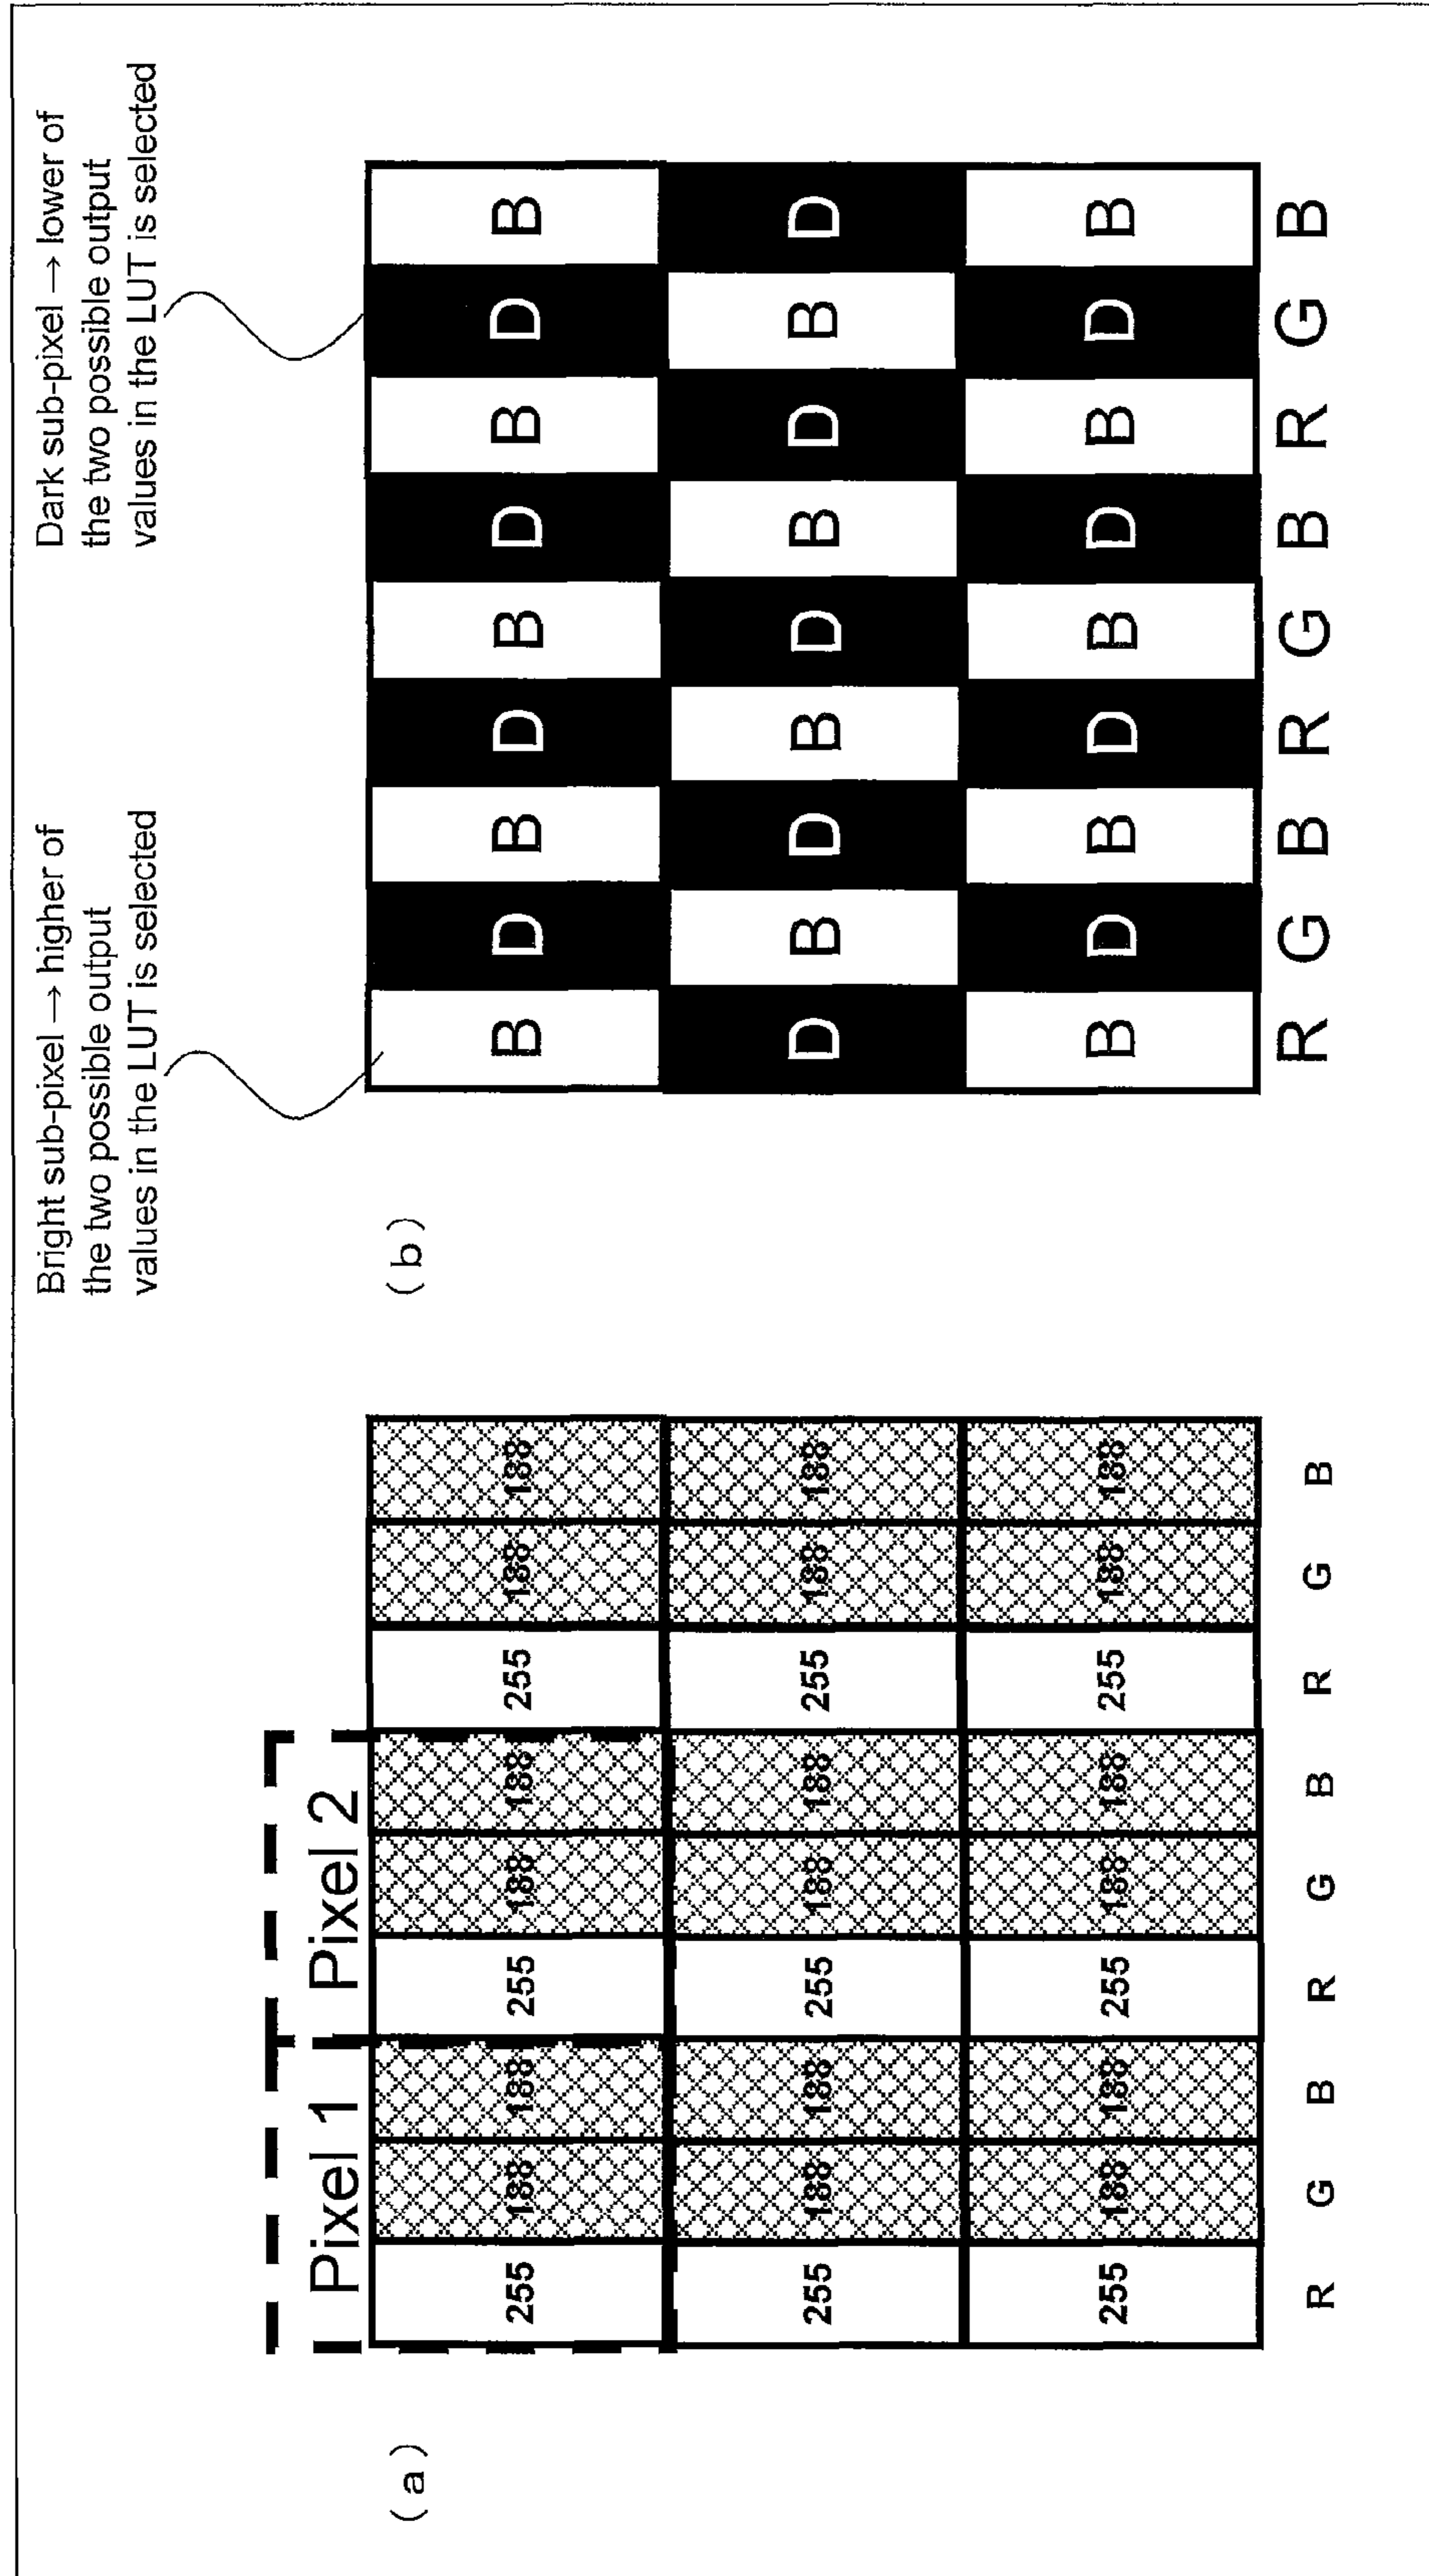 (a)
Pixel 1 Pixel 2
255 188 188 255 188 188 255 188 188
255 188 188 255 188 188 255 188 188
255 188 188 255 188 188 255 188 188
R G B R G B R G B
(b)
Bright sub-pixel → higher of
the two possible output
values in the LUT is selected
Dark sub-pixel → lower of
the two possible output
values in the LUT is selected
B D B D B D B D B
D B D B D B D B D
B D B D B D B D B
R G B R G B R G B